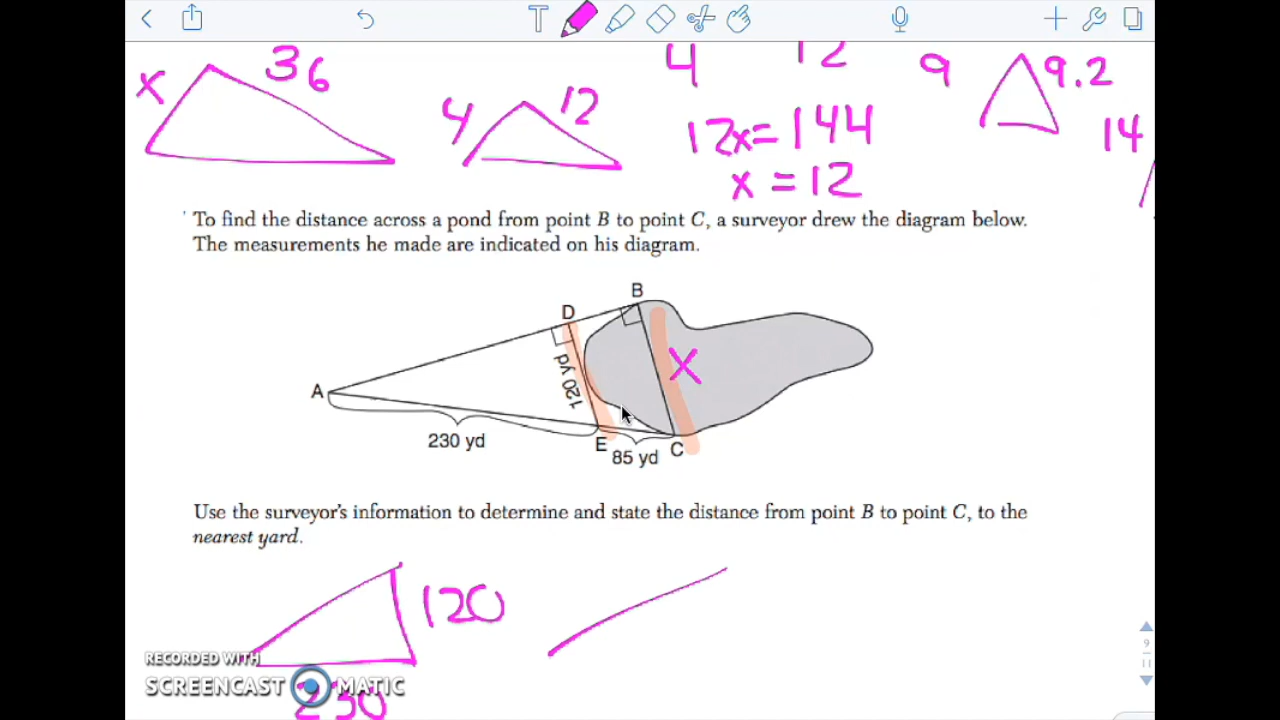 T
x 36
4 12
4 12
12x=144
x =12
9 9.2
14
To find the distance across a pond from point B to point C, a surveyor drew the diagram below.
The measurements he made are indicated on his diagram.
B
D
120 yd
X
A
230 yd
E
85 yd
C
Use the surveyor's information to determine and state the distance from point B to point C, to the
nearest yard.
120
230
RECORDED WITH
SCREENCAST MATIC
9
11